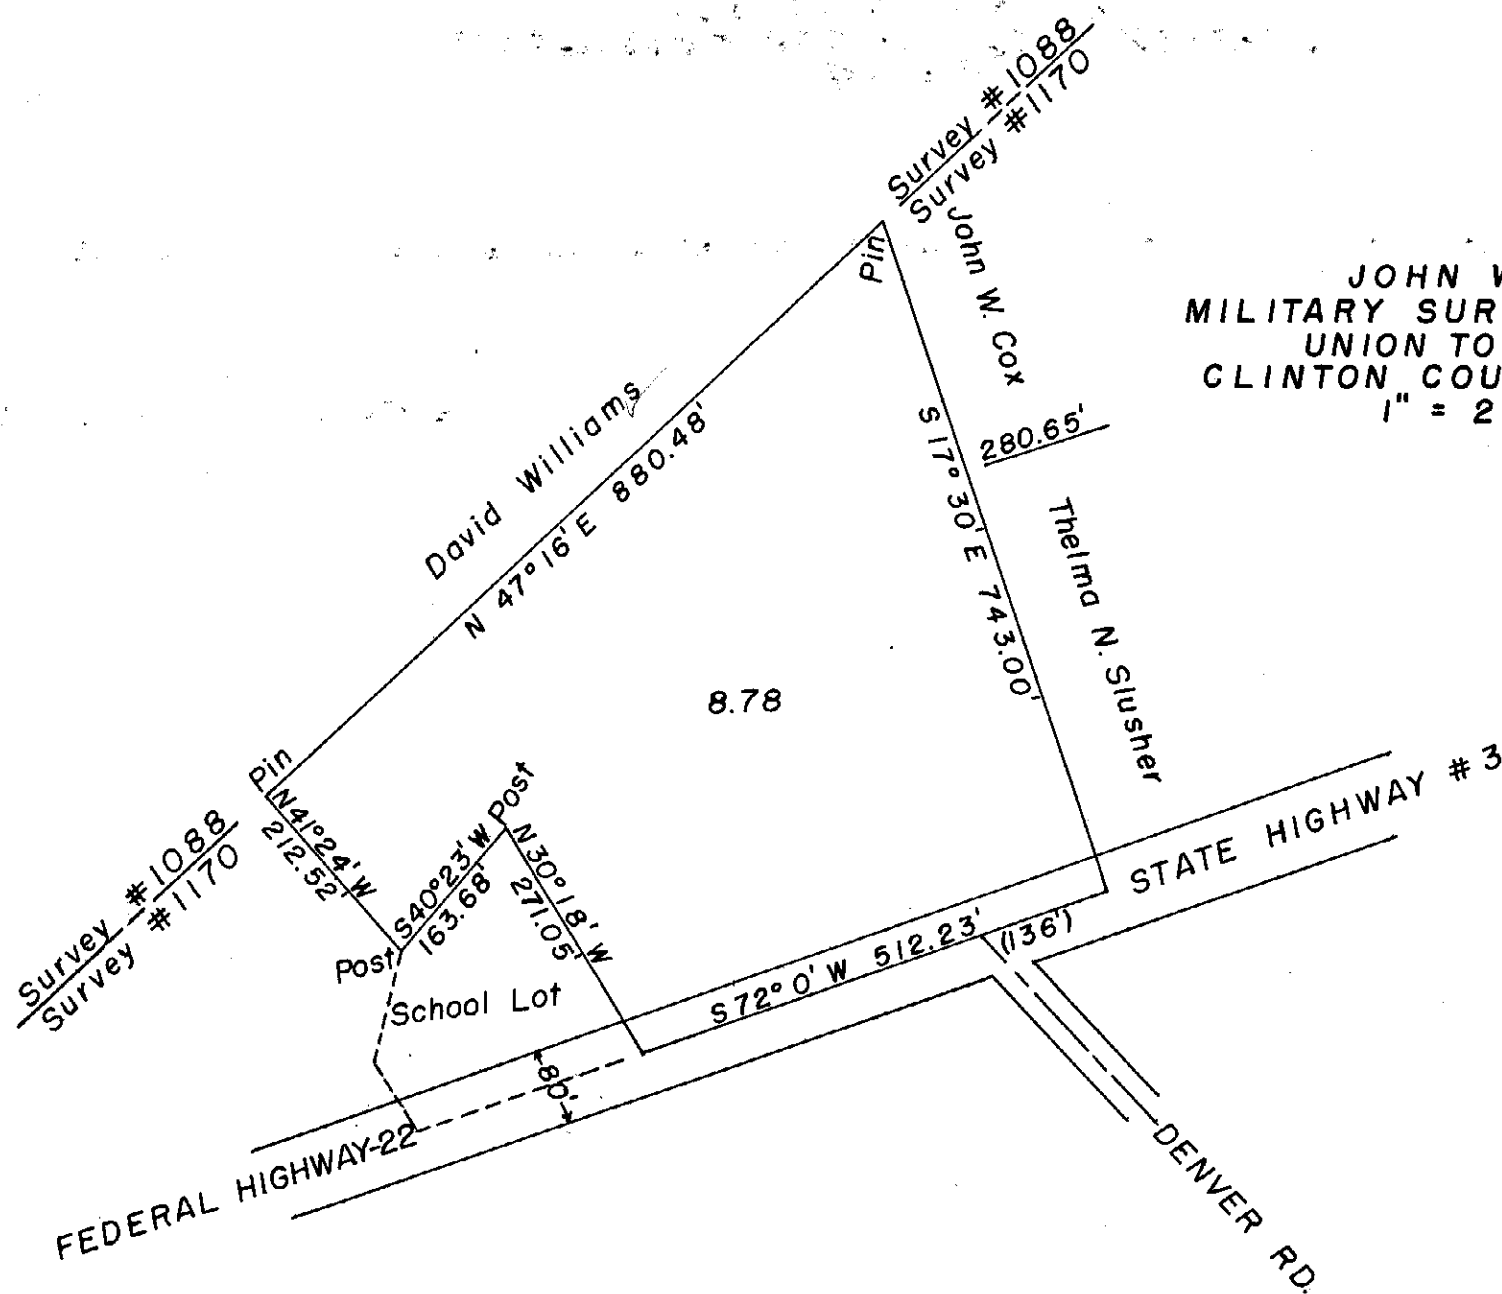 Survey #1088
Survey #1170
John W. Cox
Pin
JOHN W
MILITARY SUR
UNION TO
CLINTON COU
1" = 2
David Williams
N 47° 16' E 880.48'
S 17° 30' E 743.00'
280.65'
Thelma N. Slusher
8.78
Pin
N 41° 24' W
212.52'
Survey #1088
Survey #1170
S 40° 23' W
163.68'
Post
N 30° 18' W
271.05'
Post
School Lot
S 72° 0' W 512.23'
(136')
STATE HIGHWAY # 3
80'
FEDERAL HIGHWAY-22
DENVER RD.